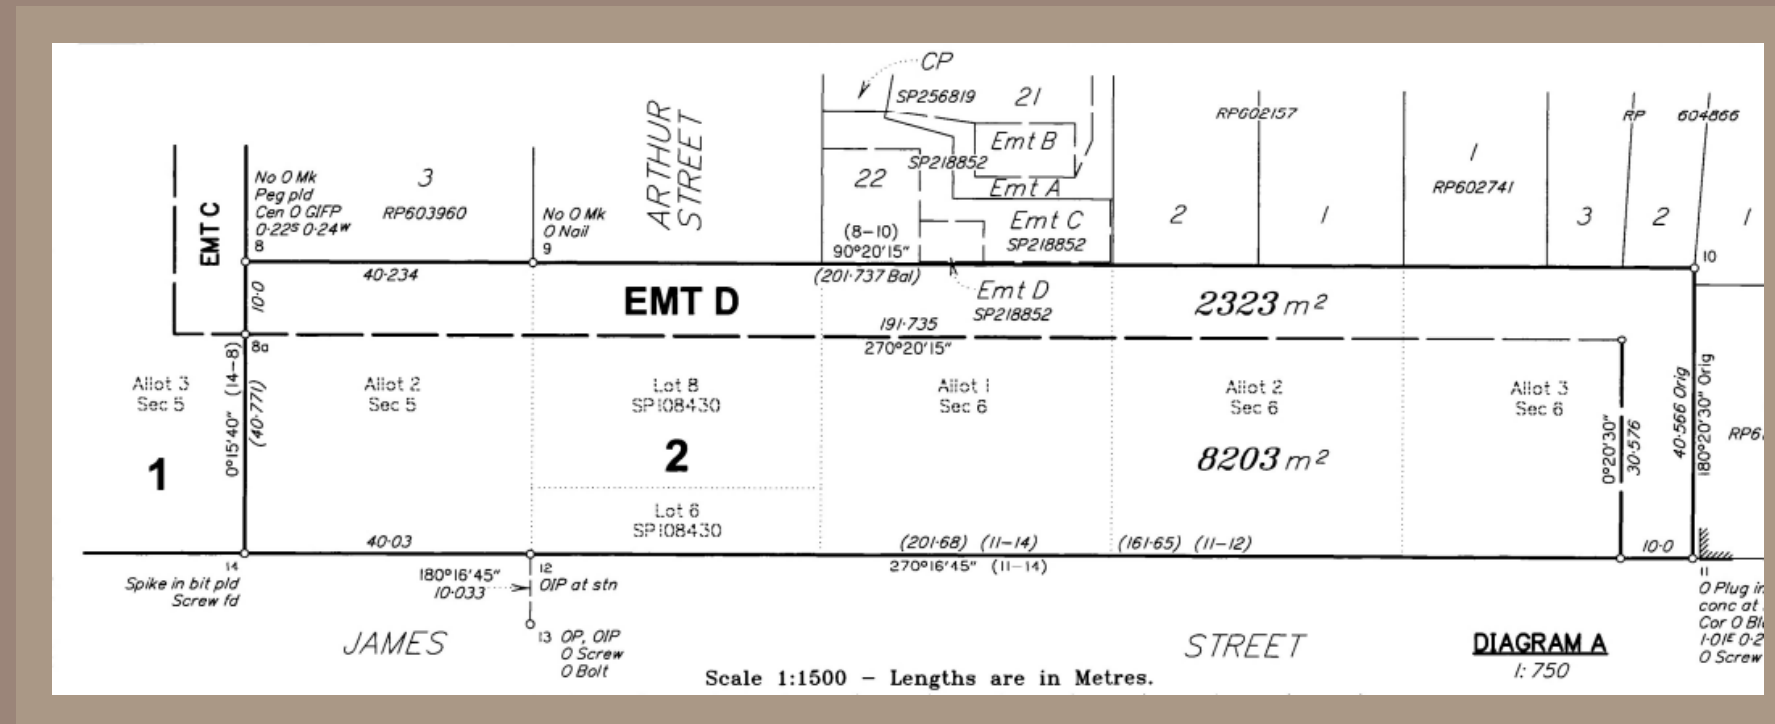 CP
SP256819
21
RP602157
RP
604866
ARTHUR
STREET
Emt B
SP218852
Emt A
22
No O Mk
Peg pld
Cen O GIFP
0·22S 0·24W
8
3
RP603960
No O Mk
O Nail
9
EMT C
(8-10)
90°20'15"
Emt C
SP218852
2
1
1
RP602741
3
2
1
10
40·234
(201·737 Bal)
EMT D
Emt D
SP218852
2323 m2
10·0
191·735
270°20'15"
8a
0°15'40" (14-8)
(40·771)
Allot 3
Sec 5
Allot 2
Sec 5
Lot 8
SP108430
Allot 1
Sec 6
Allot 2
Sec 6
Allot 3
Sec 6
0°20'30"
30·576
40·566 Orig
180°20'30" Orig
1
2
8203 m2
Lot 6
SP108430
40·03
(201·68) (11-14)
(161·65) (11-12)
10·0
270°16'45" (11-14)
14
Spike in bit pld
Screw fd
180°16'45"
10·033
12
OIP at stn
13 OP, OIP
O Screw
O Bolt
11
O Plug
conc at
Cor O
1·01E
O Screw
JAMES
STREET
DIAGRAM A
1:750
Scale 1:1500 - Lengths are in Metres.